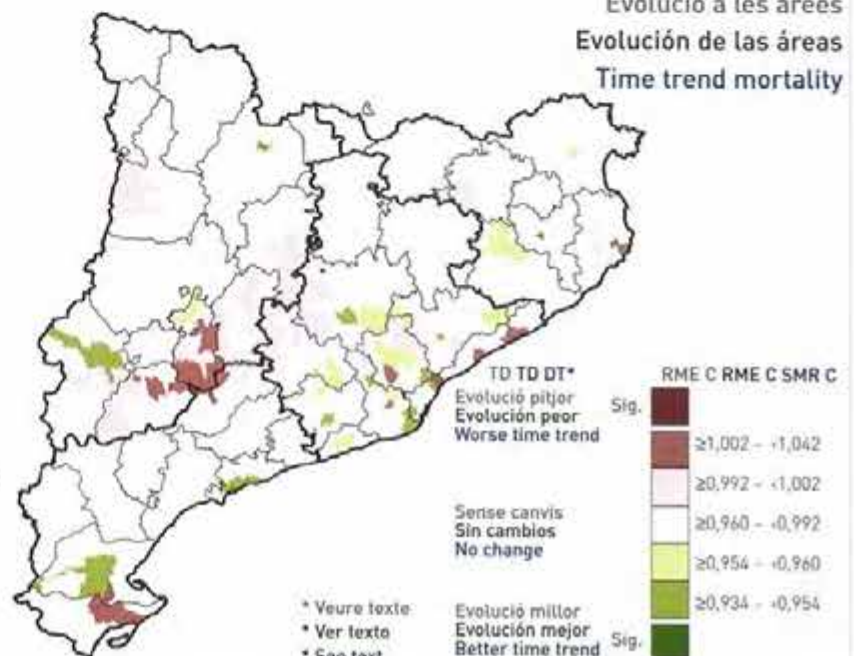 Evolució a les àrees
Evolución de las áreas
Time trend mortality
TD TD DT*
Evolució pitjor
Evolución peor
Worse time trend
Sense canvis
Sin cambios
No change
Evolució millor
Evolución mejor
Better time trend
RME C RME C SMR C
Sig.
≥1,002 - <1,042
≥0,992 - <1,002
≥0,960 - <0,992
≥0,954 - <0,960
≥0,934 - <0,954
Sig.
* Veure texte
* Ver texto
* See text